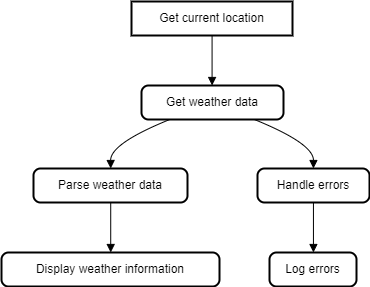 Get current location
Get weather data
Parse weather data
Handle errors
Display weather information
Log errors